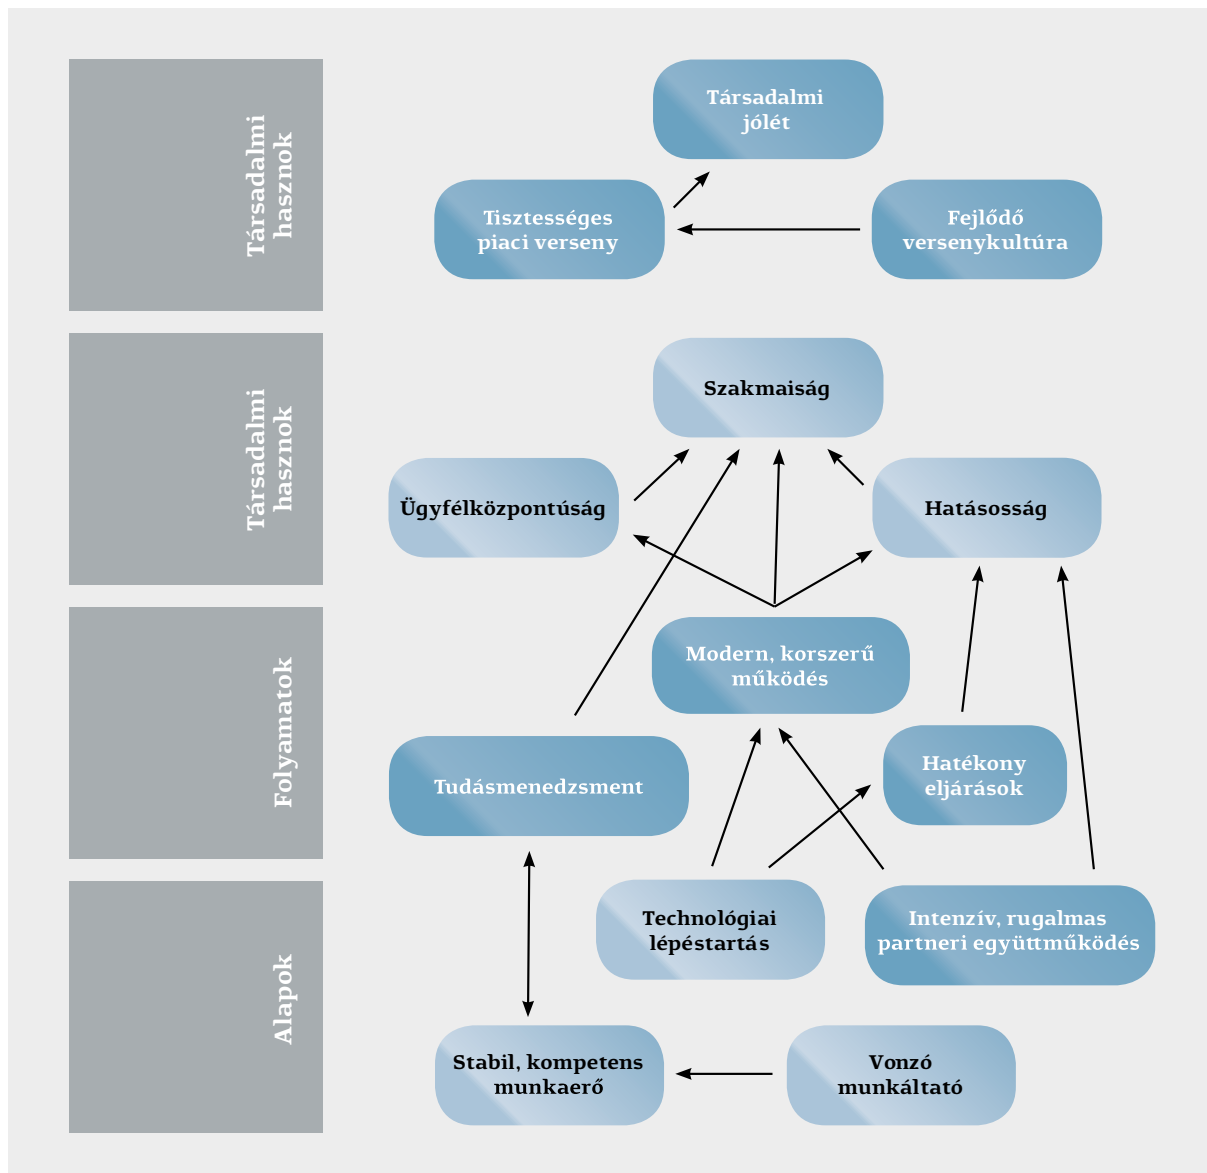 Társadalmi
hasznok
Társadalmi
jólét
Tisztességes
piaci verseny
Fejlődő
versenykultúra
Társadalmi
hasznok
Szakmaiság
Ügyfélközpontúság
Hatásosság
Folyamatok
Modern, korszerű
működés
Tudásmenedzsment
Hatékony
eljárások
Alapok
Technológiai
lépéstartás
Intenzív, rugalmas
partneri együttműködés
Stabil, kompetens
munkaerő
Vonzó
munkáltató